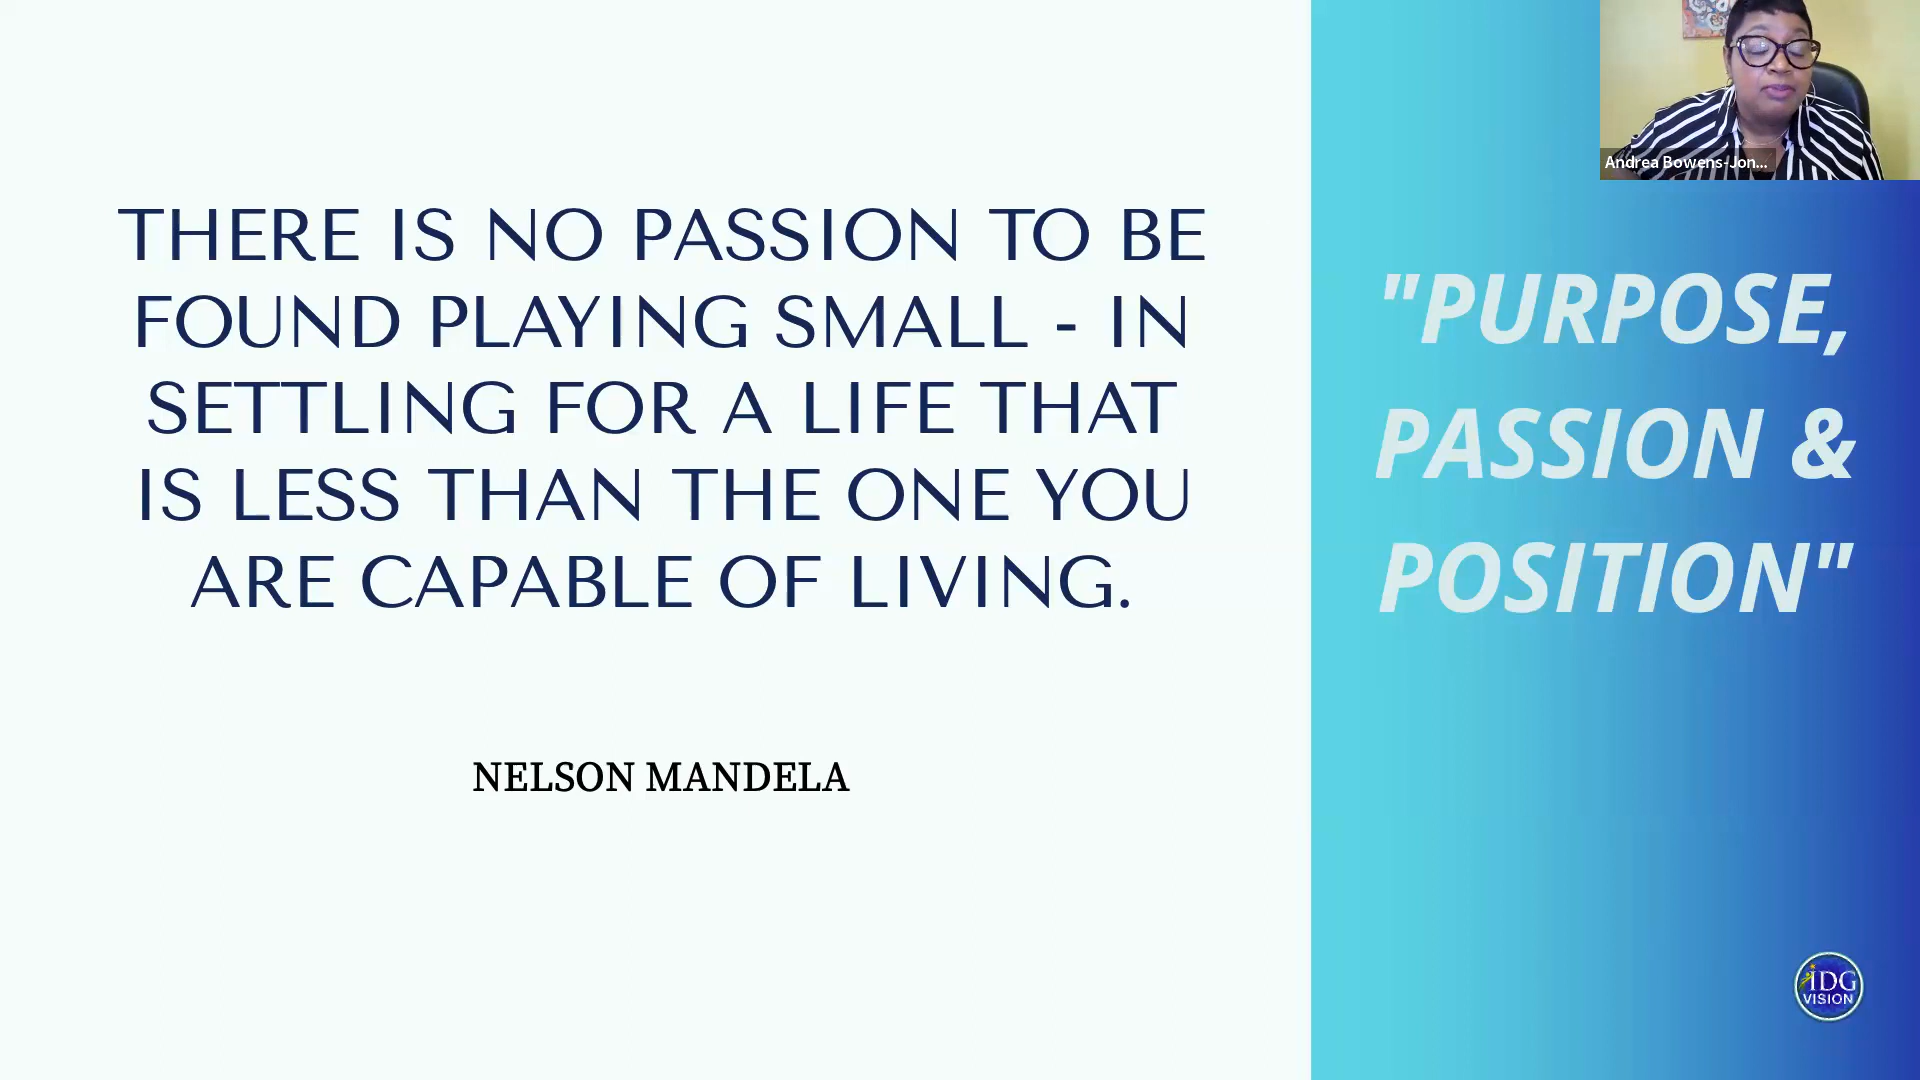 THERE IS NO PASSION TO BE
FOUND PLAYING SMALL - IN
SETTLING FOR A LIFE THAT
IS LESS THAN THE ONE YOU
ARE CAPABLE OF LIVING.
NELSON MANDELA
Andrea Bowens-Jon...
"PURPOSE,
PASSION &
POSITION"
IDG
VISION